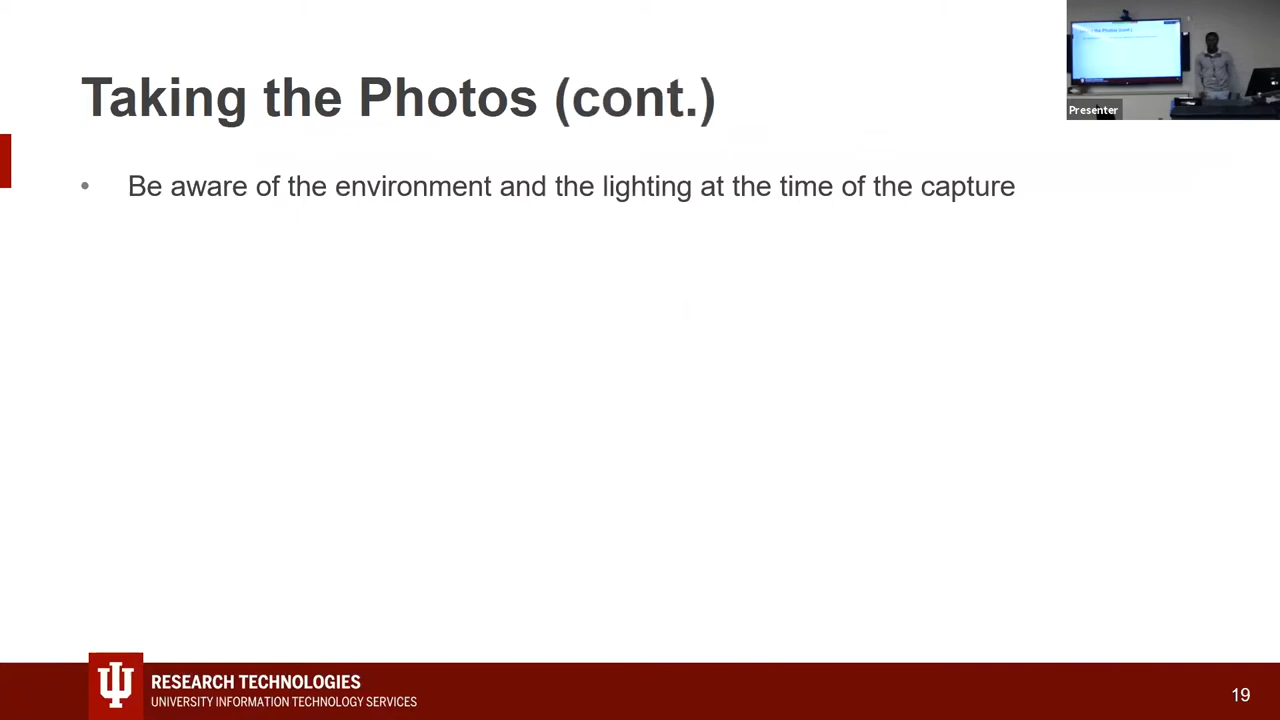 Taking the Photos (cont.)
Presenter
• Be aware of the environment and the lighting at the time of the capture
RESEARCH TECHNOLOGIES
UNIVERSITY INFORMATION TECHNOLOGY SERVICES
19